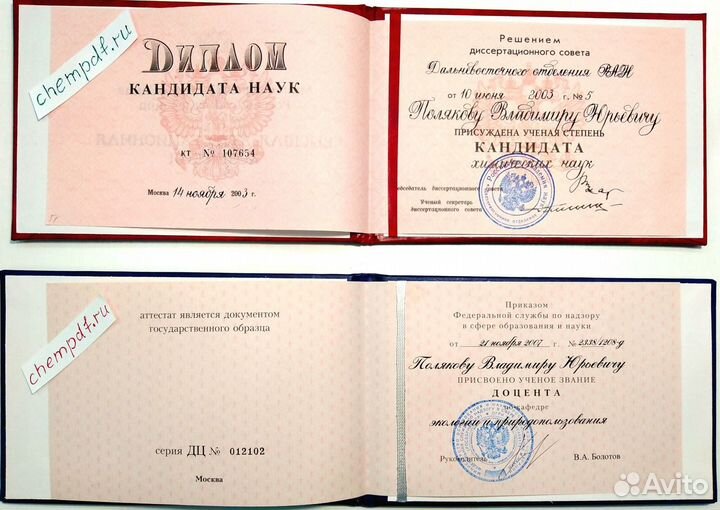 chempdf.ru
ДИПЛОМ
КАНДИДАТА НАУК
КТ № 107654
Москва 14 ноября 2003 г.
Решением
диссертационного совета
Дальневосточного отделения РАН
от 10 июня 2003 г. № 5
Полякову Владимиру Юрьевичу
ПРИСУЖДЕНА УЧЕНАЯ СТЕПЕНЬ
КАНДИДАТА
химических наук
Председатель диссертационного совета
Ученый секретарь
диссертационного совета
chempdf.ru
аттестат является документом
государственного образца
серия ДЦ № 012102
Москва
Приказом
Федеральной службы по надзору
в сфере образования и науки
от 21 ноября 2007 г. № 2338/1208-д
Полякову Владимиру Юрьевичу
ПРИСВОЕНО УЧЕНОЕ ЗВАНИЕ
ДОЦЕНТА
по кафедре
экологии и природопользования
Руководитель
В.А. Болотов
Avito